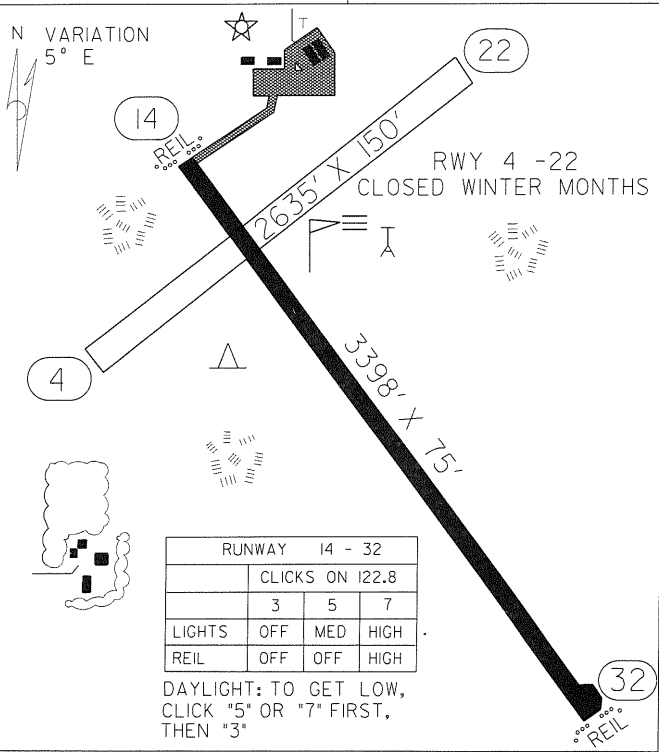 N VARIATION
5° E
T
22
14
REIL
2635' X 150'
RWY 4 -22
CLOSED WINTER MONTHS
4
3398' X 75'
RUNWAY 14 - 32
CLICKS ON 122.8
3 5 7
LIGHTS OFF MED HIGH
REIL OFF OFF HIGH
DAYLIGHT: TO GET LOW,
CLICK "5" OR "7" FIRST,
THEN "3"
32
REIL